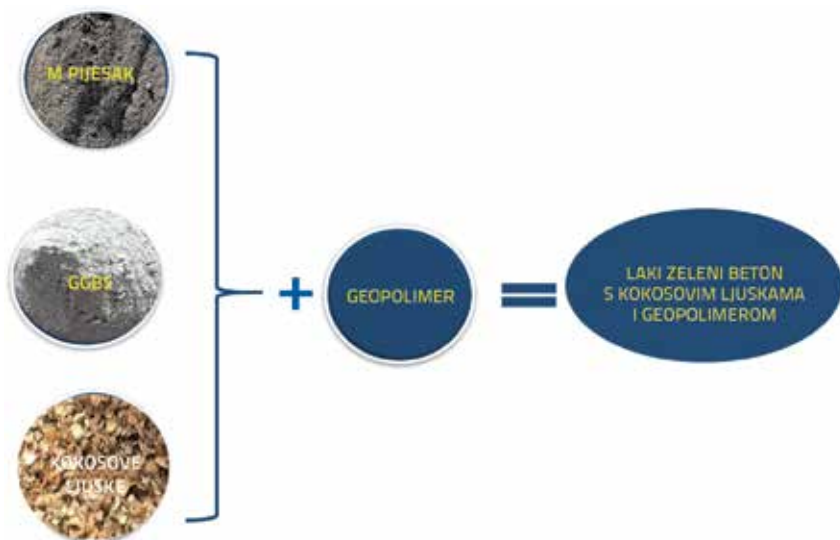 M PIJESAK
GGBS
KOKOSOVE
LJUSKE
+
GEOPOLIMER
=
LAKI ZELENI BETON
S KOKOSOVIM LJUSKAMA
I GEOPOLIMEROM